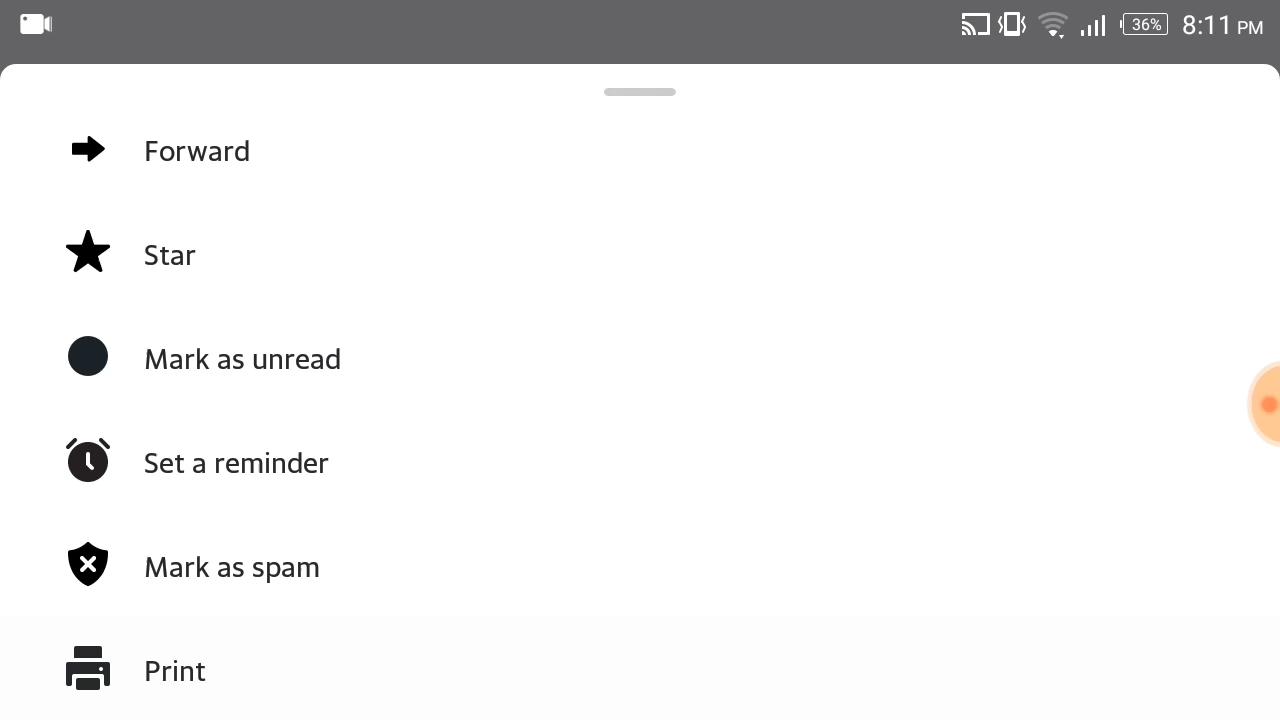 36% 8:11 PM
Forward
Star
Mark as unread
Set a reminder
Mark as spam
Print